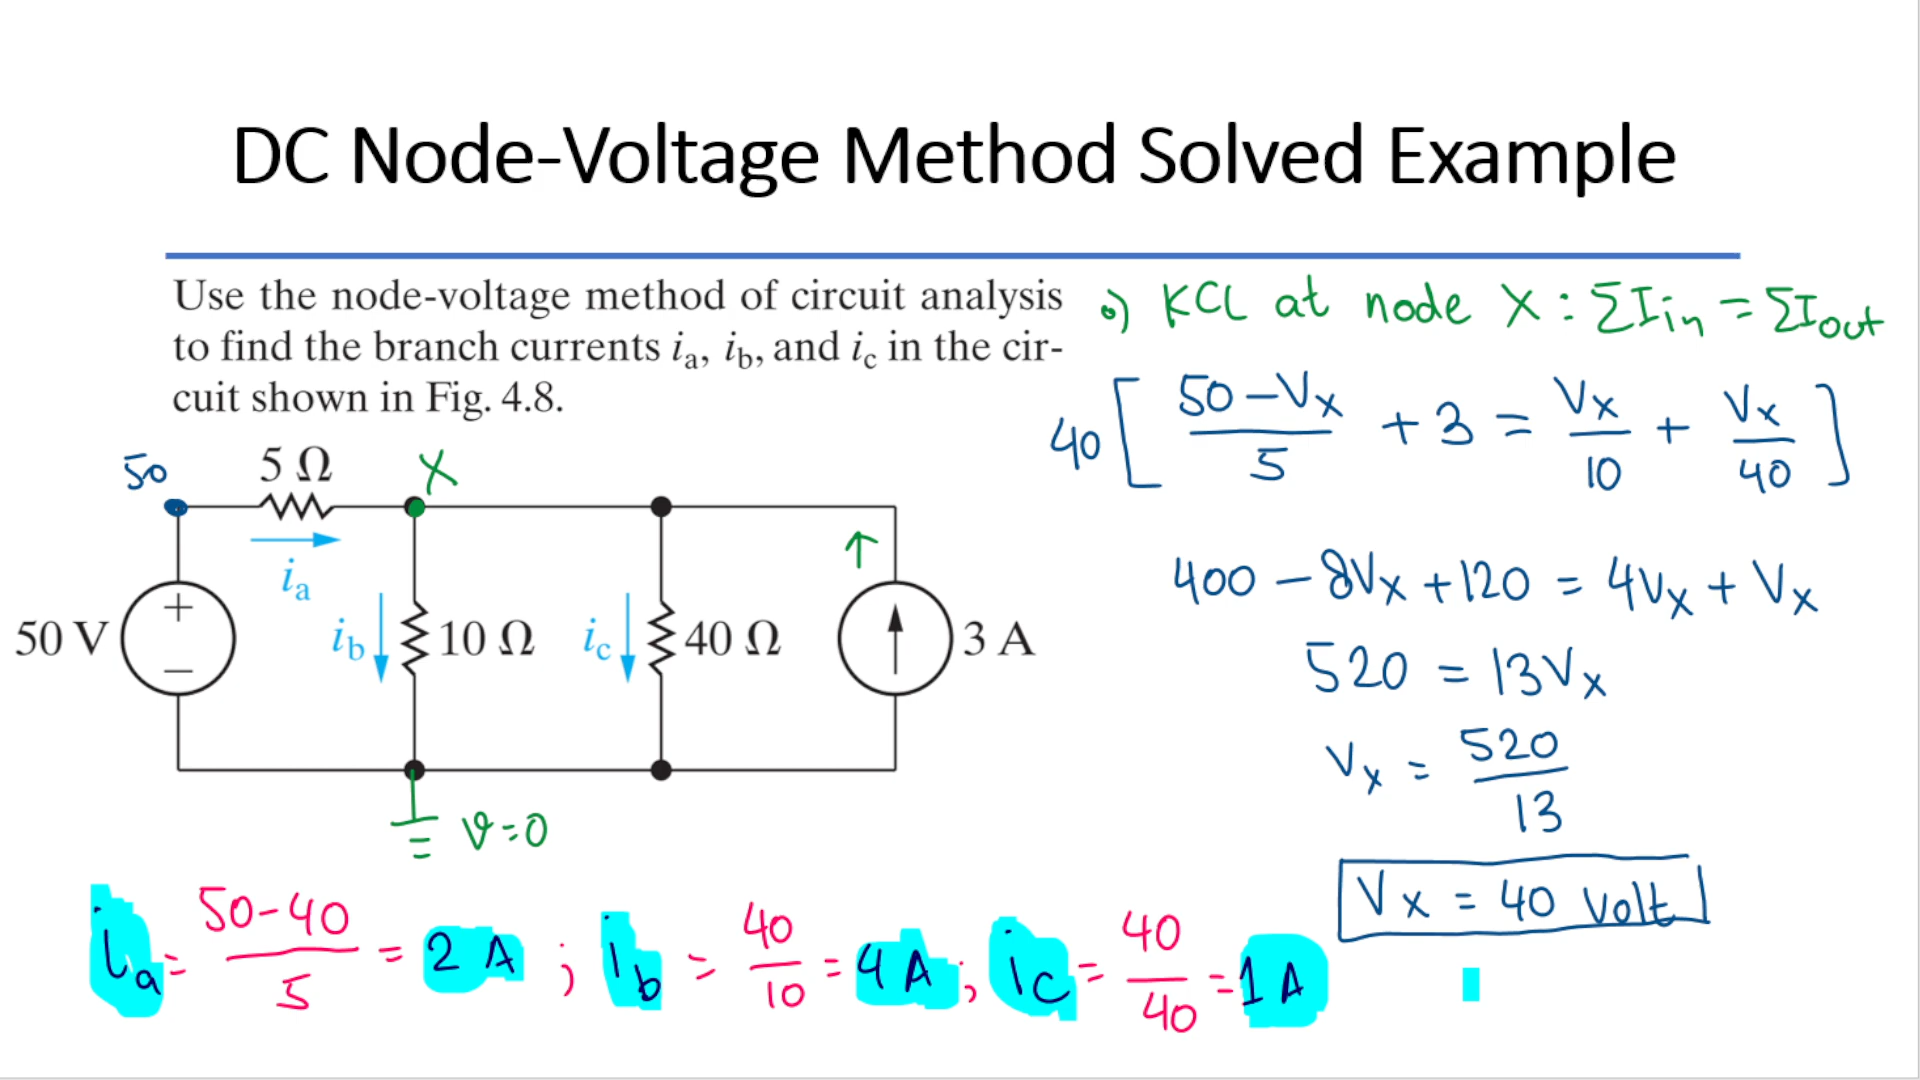 DC Node-Voltage Method Solved Example
Use the node-voltage method of circuit analysis
to find the branch currents iₐ, i_b, and i_c in the cir-
cuit shown in Fig. 4.8.
KCL at node X : ΣIin = ΣIout
40 [ (50 - Vx)/5 + 3 = Vx/10 + Vx/40 ]
400 - 8Vx + 120 = 4Vx + Vx
520 = 13Vx
Vx = 520/13
Vx = 40 volt
50
5 Ω
X
iₐ
50 V
+
−
i_b
10 Ω
i_c
40 Ω
↑
3 A
v=0
iₐ = (50-40)/5 = 2 A ; i_b = 40/10 = 4 A ; i_c = 40/40 = 1 A